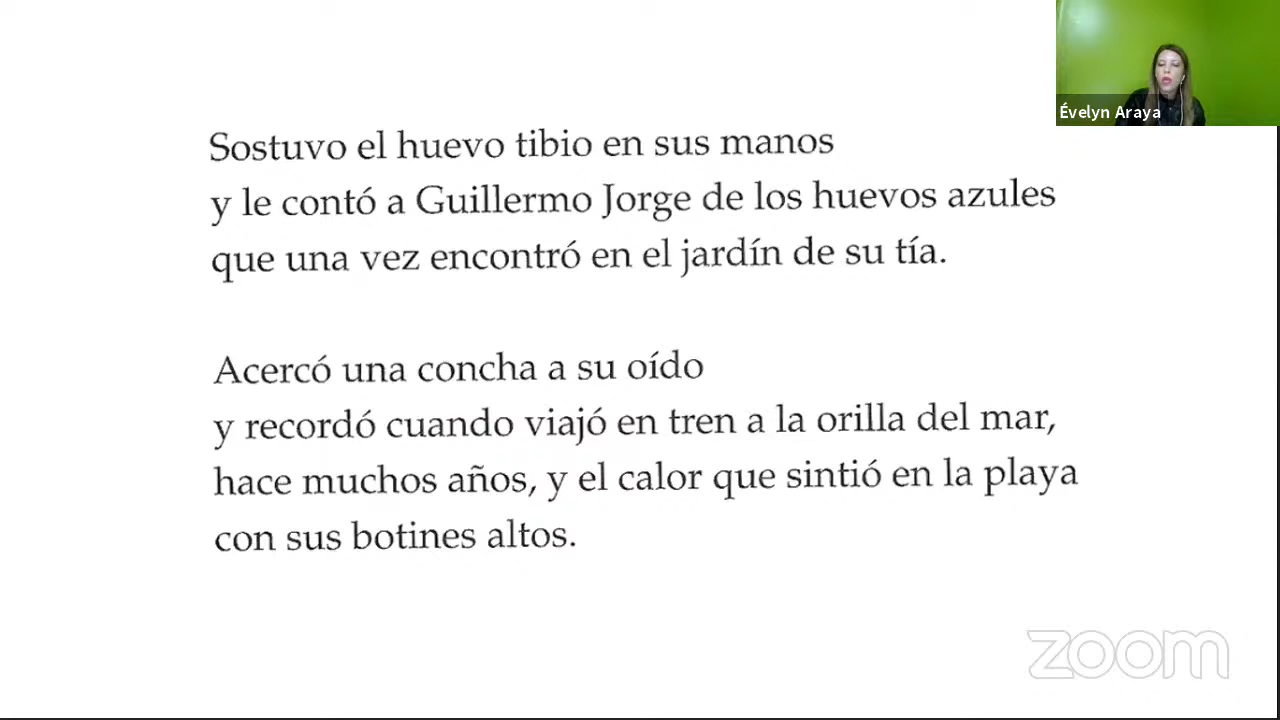 Évelyn Araya
Sostuvo el huevo tibio en sus manos
y le contó a Guillermo Jorge de los huevos azules
que una vez encontró en el jardín de su tía.
Acercó una concha a su oído
y recordó cuando viajó en tren a la orilla del mar,
hace muchos años, y el calor que sintió en la playa
con sus botines altos.
zoom